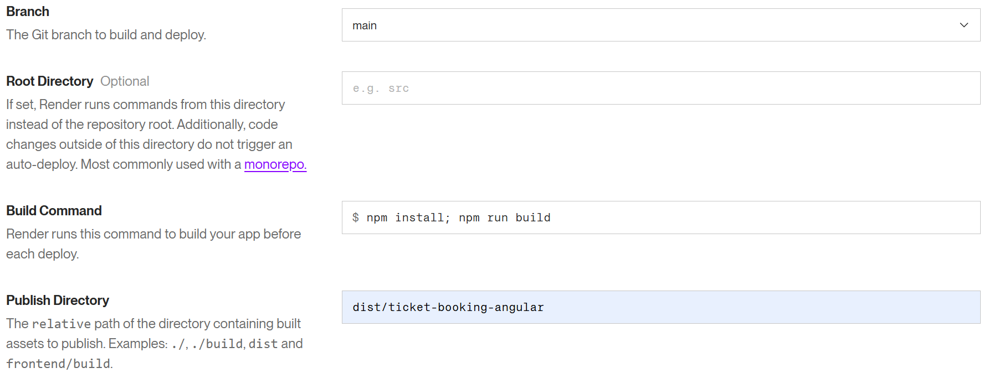 Branch
The Git branch to build and deploy.
main
Root Directory Optional
If set, Render runs commands from this directory
instead of the repository root. Additionally, code
changes outside of this directory do not trigger an
auto-deploy. Most commonly used with a monorepo.
e.g. src
Build Command
Render runs this command to build your app before
each deploy.
$ npm install; npm run build
Publish Directory
The relative path of the directory containing built
assets to publish. Examples: ./, ./build, dist and
frontend/build.
dist/ticket-booking-angular